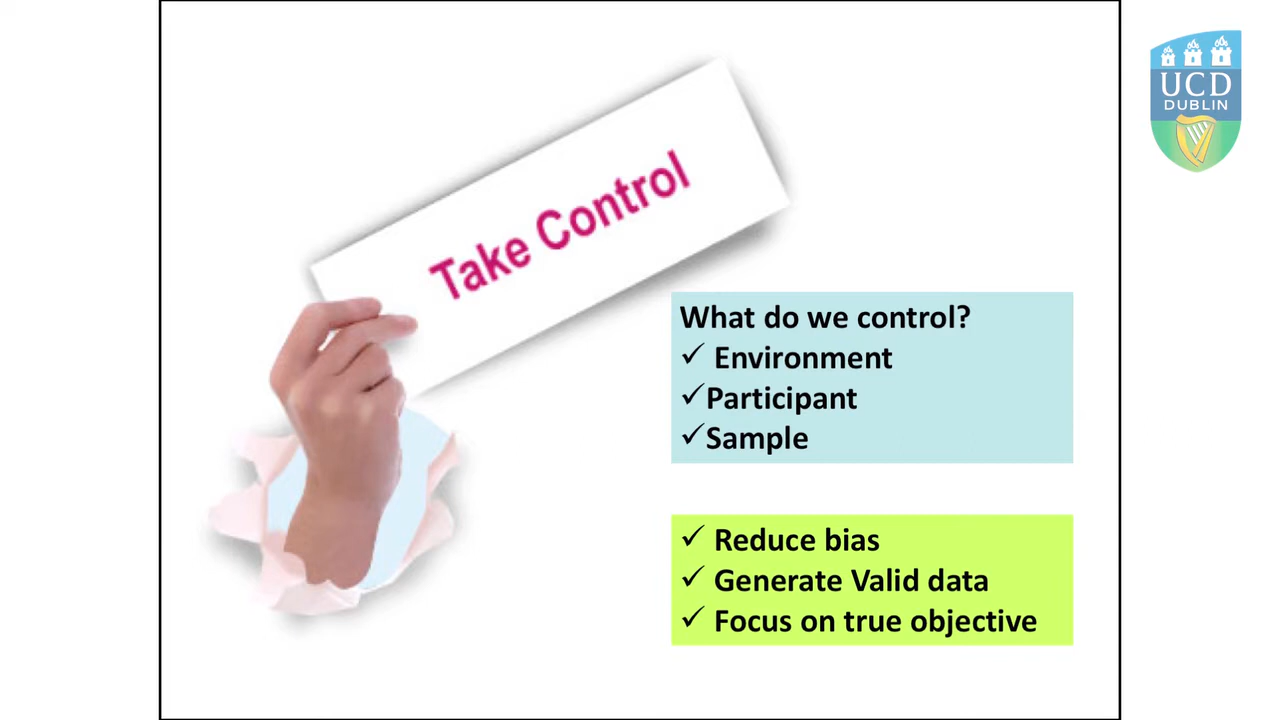 UCD
DUBLIN
Take Control
What do we control?
✓ Environment
✓Participant
✓Sample
✓ Reduce bias
✓ Generate Valid data
✓ Focus on true objective